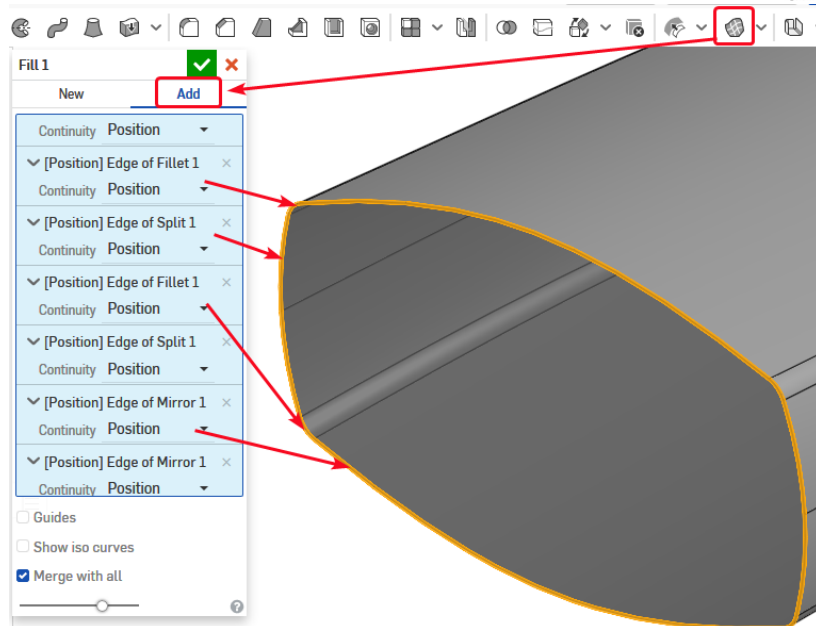 Fill 1
New Add
Continuity Position
[Position] Edge of Fillet 1
Continuity Position
[Position] Edge of Split 1
Continuity Position
[Position] Edge of Fillet 1
Continuity Position
[Position] Edge of Split 1
Continuity Position
[Position] Edge of Mirror 1
Continuity Position
[Position] Edge of Mirror 1
Continuity Position
Guides
Show iso curves
Merge with all
?